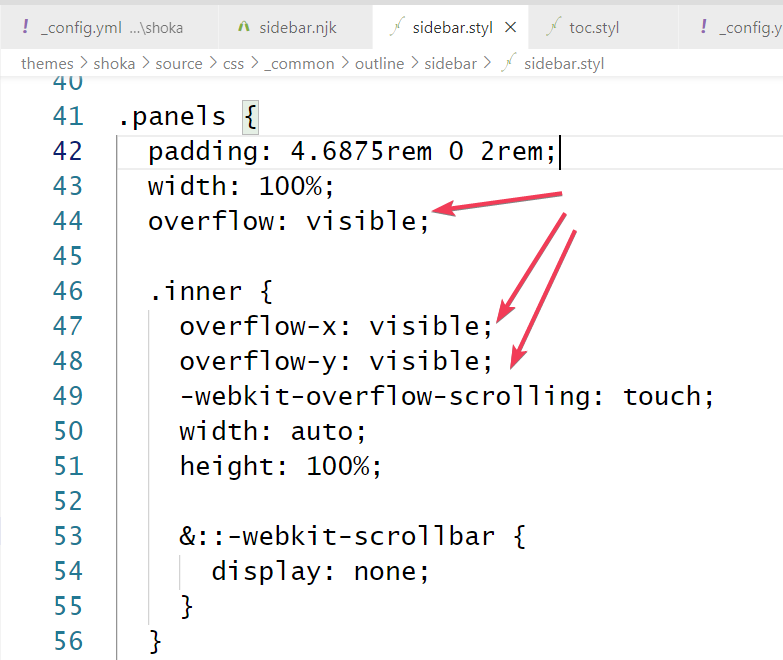 ! _config.yml ...\shoka
sidebar.njk
sidebar.styl
toc.styl
! _config.y
themes > shoka > source > css > _common > outline > sidebar > sidebar.styl
40
41 .panels {
42 padding: 4.6875rem 0 2rem;
43 width: 100%;
44 overflow: visible;
45
46 .inner {
47 overflow-x: visible;
48 overflow-y: visible;
49 -webkit-overflow-scrolling: touch;
50 width: auto;
51 height: 100%;
52
53 &::-webkit-scrollbar {
54 display: none;
55 }
56 }